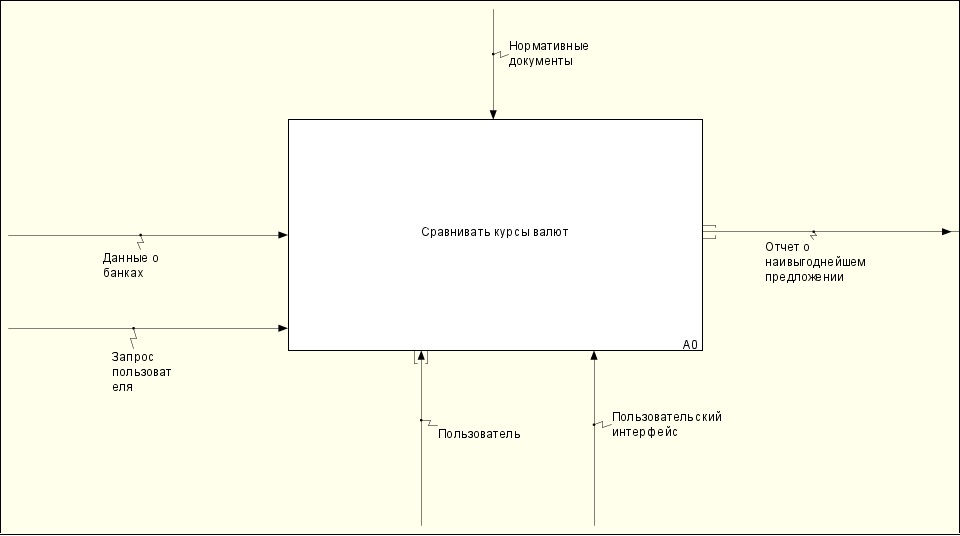 Нормативные
документы
Сравнивать курсы валют
Данные о
банках
Отчет о
наивыгоднейшем
предложении
A0
Запрос
пользоват
еля
Пользователь
Пользовательский
интерфейс